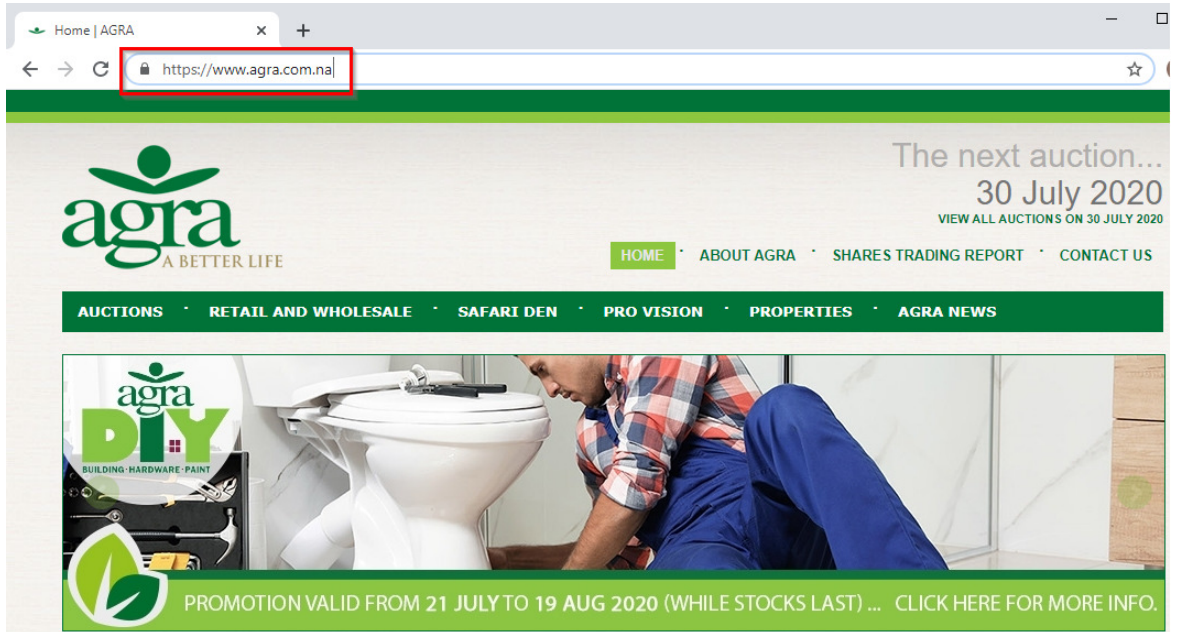 Home | AGRA
https://www.agra.com.na
The next auction...
30 July 2020
VIEW ALL AUCTIONS ON 30 JULY 2020
agra
A BETTER LIFE
HOME ABOUT AGRA SHARES TRADING REPORT CONTACT US
AUCTIONS RETAIL AND WHOLESALE SAFARI DEN PRO VISION PROPERTIES AGRA NEWS
agra
DIY
BUILDING·HARDWARE·PAINT
PROMOTION VALID FROM 21 JULY TO 19 AUG 2020 (WHILE STOCKS LAST) ... CLICK HERE FOR MORE INFO.